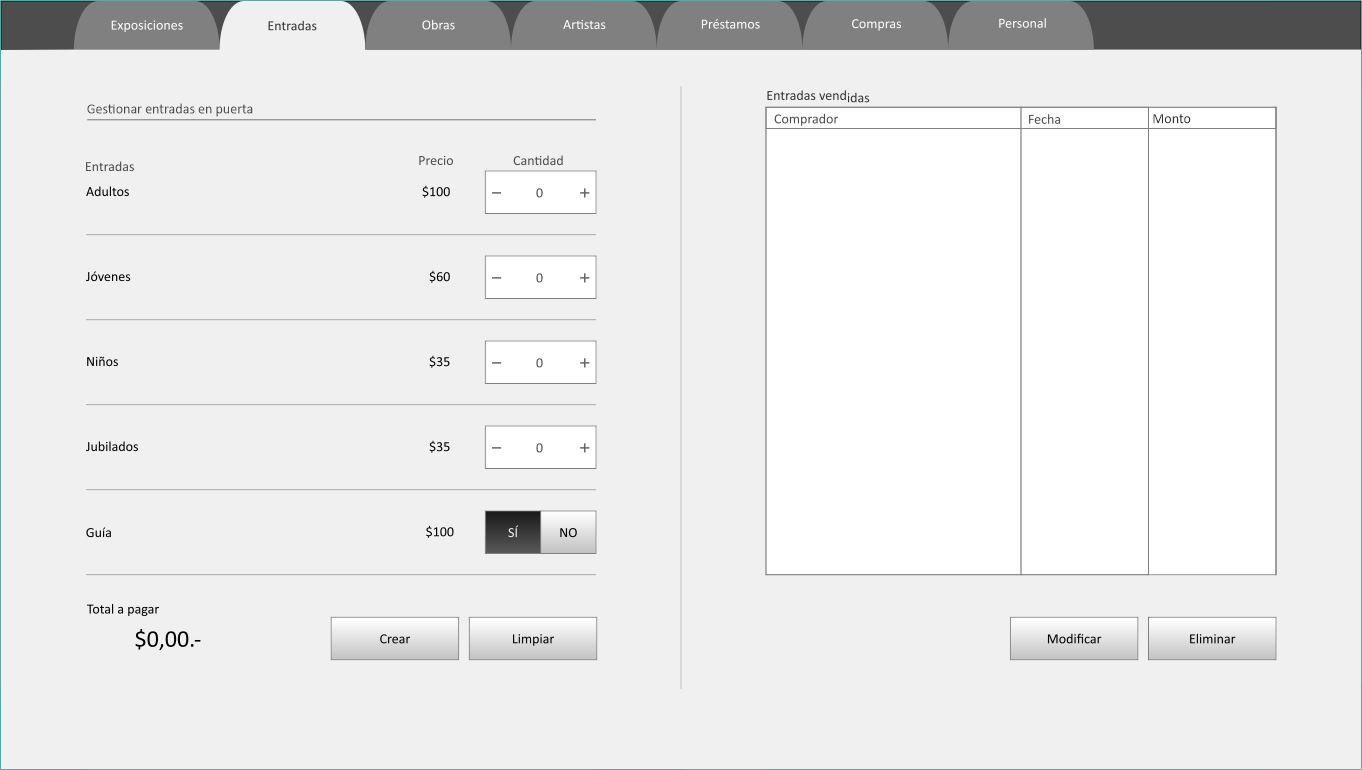 Exposiciones Entradas Obras Artistas Préstamos Compras Personal
Gestionar entradas en puerta
Entradas Precio Cantidad
Adultos $100 − 0 +
Jóvenes $60 − 0 +
Niños $35 − 0 +
Jubilados $35 − 0 +
Guía $100 SÍ NO
Total a pagar
$0,00.- Crear Limpiar
Entradas vendidas
Comprador Fecha Monto
Modificar Eliminar